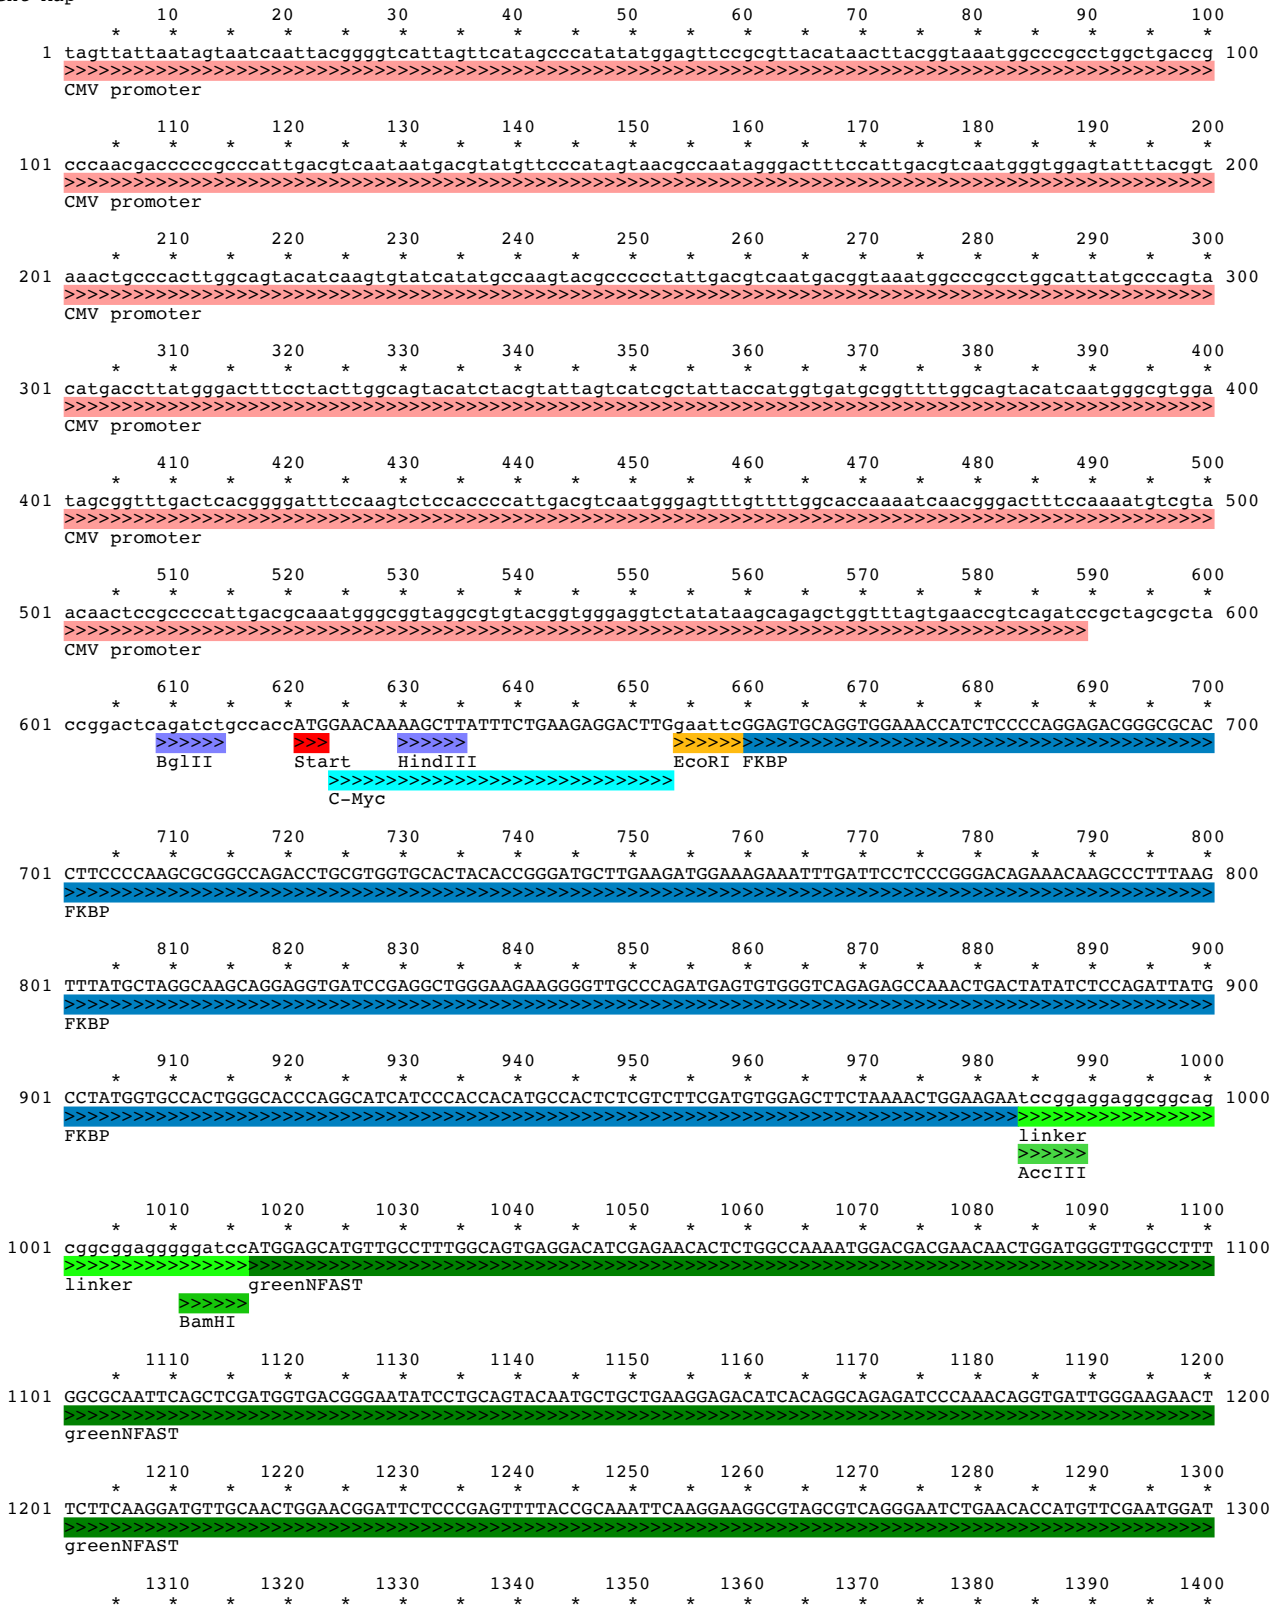 10 20 30 40 50 60 70 80 90 100
* * * * * * * * * * * * * * * * * * * *
1 tagttattaatagtaatcaattacggggtcattagttcatagcccatatatggagttccgcgttacataacttacggtaaatggcccgcctggctgaccg 100
>>>>>>>>>>>>>>>>>>>>>>>>>>>>>>>>>>>>>>>>>>>>>>>>>>>>>>>>>>>>>>>>>>>>>>>>>>>>>>>>>>>>>>>>>>>>>>>>>>>>
CMV promoter
110 120 130 140 150 160 170 180 190 200
* * * * * * * * * * * * * * * * * * * *
101 cccaacgacccccgcccattgacgtcaataatgacgtatgttcccatagtaacgccaatagggactttccattgacgtcaatgggtggagtatttacggt 200
>>>>>>>>>>>>>>>>>>>>>>>>>>>>>>>>>>>>>>>>>>>>>>>>>>>>>>>>>>>>>>>>>>>>>>>>>>>>>>>>>>>>>>>>>>>>>>>>>>>>
CMV promoter
210 220 230 240 250 260 270 280 290 300
* * * * * * * * * * * * * * * * * * * *
201 aaactgcccacttggcagtacatcaagtgtatcatatgccaagtacgccccctattgacgtcaatgacggtaaatggcccgcctggcattatgcccagta 300
>>>>>>>>>>>>>>>>>>>>>>>>>>>>>>>>>>>>>>>>>>>>>>>>>>>>>>>>>>>>>>>>>>>>>>>>>>>>>>>>>>>>>>>>>>>>>>>>>>>>
CMV promoter
310 320 330 340 350 360 370 380 390 400
* * * * * * * * * * * * * * * * * * * *
301 catgaccttatgggactttcctacttggcagtacatctacgtattagtcatcgctattaccatggtgatgcggttttggcagtacatcaatgggcgtgga 400
>>>>>>>>>>>>>>>>>>>>>>>>>>>>>>>>>>>>>>>>>>>>>>>>>>>>>>>>>>>>>>>>>>>>>>>>>>>>>>>>>>>>>>>>>>>>>>>>>>>>
CMV promoter
410 420 430 440 450 460 470 480 490 500
* * * * * * * * * * * * * * * * * * * *
401 tagcggtttgactcacggggatttccaagtctccaccccattgacgtcaatgggagtttgttttggcaccaaaatcaacgggactttccaaaatgtcgta 500
>>>>>>>>>>>>>>>>>>>>>>>>>>>>>>>>>>>>>>>>>>>>>>>>>>>>>>>>>>>>>>>>>>>>>>>>>>>>>>>>>>>>>>>>>>>>>>>>>>>>
CMV promoter
510 520 530 540 550 560 570 580 590 600
* * * * * * * * * * * * * * * * * * * *
501 acaactccgccccattgacgcaaatgggcggtaggcgtgtacggtgggaggtctatataagcagagctggtttagtgaaccgtcagatccgctagcgcta 600
>>>>>>>>>>>>>>>>>>>>>>>>>>>>>>>>>>>>>>>>>>>>>>>>>>>>>>>>>>>>>>>>>>>>>>>>>>>>>>>>>>>>>>>>>
CMV promoter
610 620 630 640 650 660 670 680 690 700
* * * * * * * * * * * * * * * * * * * *
601 ccggactcagatctgccaccATGGAACAAAAGCTTATTTCTGAAGAGGACTTGgaattcGGAGTGCAGGTGGAAACCATCTCCCCAGGAGACGGGCGCAC 700
>>>>>> >>> >>>>>> >>>>>>>>>>>>>>>>>>>>>>>>>>>>>>>>>>>>>>>>>>>>>>>
BglII Start HindIII EcoRI FKBP
>>>>>>>>>>>>>>>>>>>>>>>>>>>>>>
C-Myc
710 720 730 740 750 760 770 780 790 800
* * * * * * * * * * * * * * * * * * * *
701 CTTCCCCAAGCGCGGCCAGACCTGCGTGGTGCACTACACCGGGATGCTTGAAGATGGAAAGAAATTTGATTCCTCCCGGGACAGAAACAAGCCCTTTAAG 800
>>>>>>>>>>>>>>>>>>>>>>>>>>>>>>>>>>>>>>>>>>>>>>>>>>>>>>>>>>>>>>>>>>>>>>>>>>>>>>>>>>>>>>>>>>>>>>>>>>>>
FKBP
810 820 830 840 850 860 870 880 890 900
* * * * * * * * * * * * * * * * * * * *
801 TTTATGCTAGGCAAGCAGGAGGTGATCCGAGGCTGGGAAGAAGGGGTTGCCCAGATGAGTGTGGGTCAGAGAGCCAAACTGACTATATCTCCAGATTATG 900
>>>>>>>>>>>>>>>>>>>>>>>>>>>>>>>>>>>>>>>>>>>>>>>>>>>>>>>>>>>>>>>>>>>>>>>>>>>>>>>>>>>>>>>>>>>>>>>>>>>>
FKBP
910 920 930 940 950 960 970 980 990 1000
* * * * * * * * * * * * * * * * * * * *
901 CCTATGGTGCCACTGGGCACCCAGGCATCATCCCACCACATGCCACTCTCGTCTTCGATGTGGAGCTTCTAAAACTGGAAGAAtccggaggaggcggcag 1000
>>>>>>>>>>>>>>>>>>>>>>>>>>>>>>>>>>>>>>>>>>>>>>>>>>>>>>>>>>>>>>>>>>>>>>>>>>>>>>>>>>>>>>>>>>>>>>>>>>>>
FKBP linker
>>>>>>
AccIII
1010 1020 1030 1040 1050 1060 1070 1080 1090 1100
* * * * * * * * * * * * * * * * * * * *
1001 cggcggagggggatccATGGAGCATGTTGCCTTTGGCAGTGAGGACATCGAGAACACTCTGGCCAAAATGGACGACGAACAACTGGATGGGTTGGCCTTT 1100
>>>>>>>>>>>>>>>>>>>>>>>>>>>>>>>>>>>>>>>>>>>>>>>>>>>>>>>>>>>>>>>>>>>>>>>>>>>>>>>>>>>>>>>>>>>>>>>>>>>>
linker greenNFAST
>>>>>>
BamHI
1110 1120 1130 1140 1150 1160 1170 1180 1190 1200
* * * * * * * * * * * * * * * * * * * *
1101 GGCGCAATTCAGCTCGATGGTGACGGGAATATCCTGCAGTACAATGCTGCTGAAGGAGACATCACAGGCAGAGATCCCAAACAGGTGATTGGGAAGAACT 1200
>>>>>>>>>>>>>>>>>>>>>>>>>>>>>>>>>>>>>>>>>>>>>>>>>>>>>>>>>>>>>>>>>>>>>>>>>>>>>>>>>>>>>>>>>>>>>>>>>>>>
greenNFAST
1210 1220 1230 1240 1250 1260 1270 1280 1290 1300
* * * * * * * * * * * * * * * * * * * *
1201 TCTTCAAGGATGTTGCAACTGGAACGGATTCTCCCGAGTTTTACCGCAAATTCAAGGAAGGCGTAGCGTCAGGGAATCTGAACACCATGTTCGAATGGAT 1300
>>>>>>>>>>>>>>>>>>>>>>>>>>>>>>>>>>>>>>>>>>>>>>>>>>>>>>>>>>>>>>>>>>>>>>>>>>>>>>>>>>>>>>>>>>>>>>>>>>>>
greenNFAST
1310 1320 1330 1340 1350 1360 1370 1380 1390 1400
* * * * * * * * * * * * * * * * * * * *